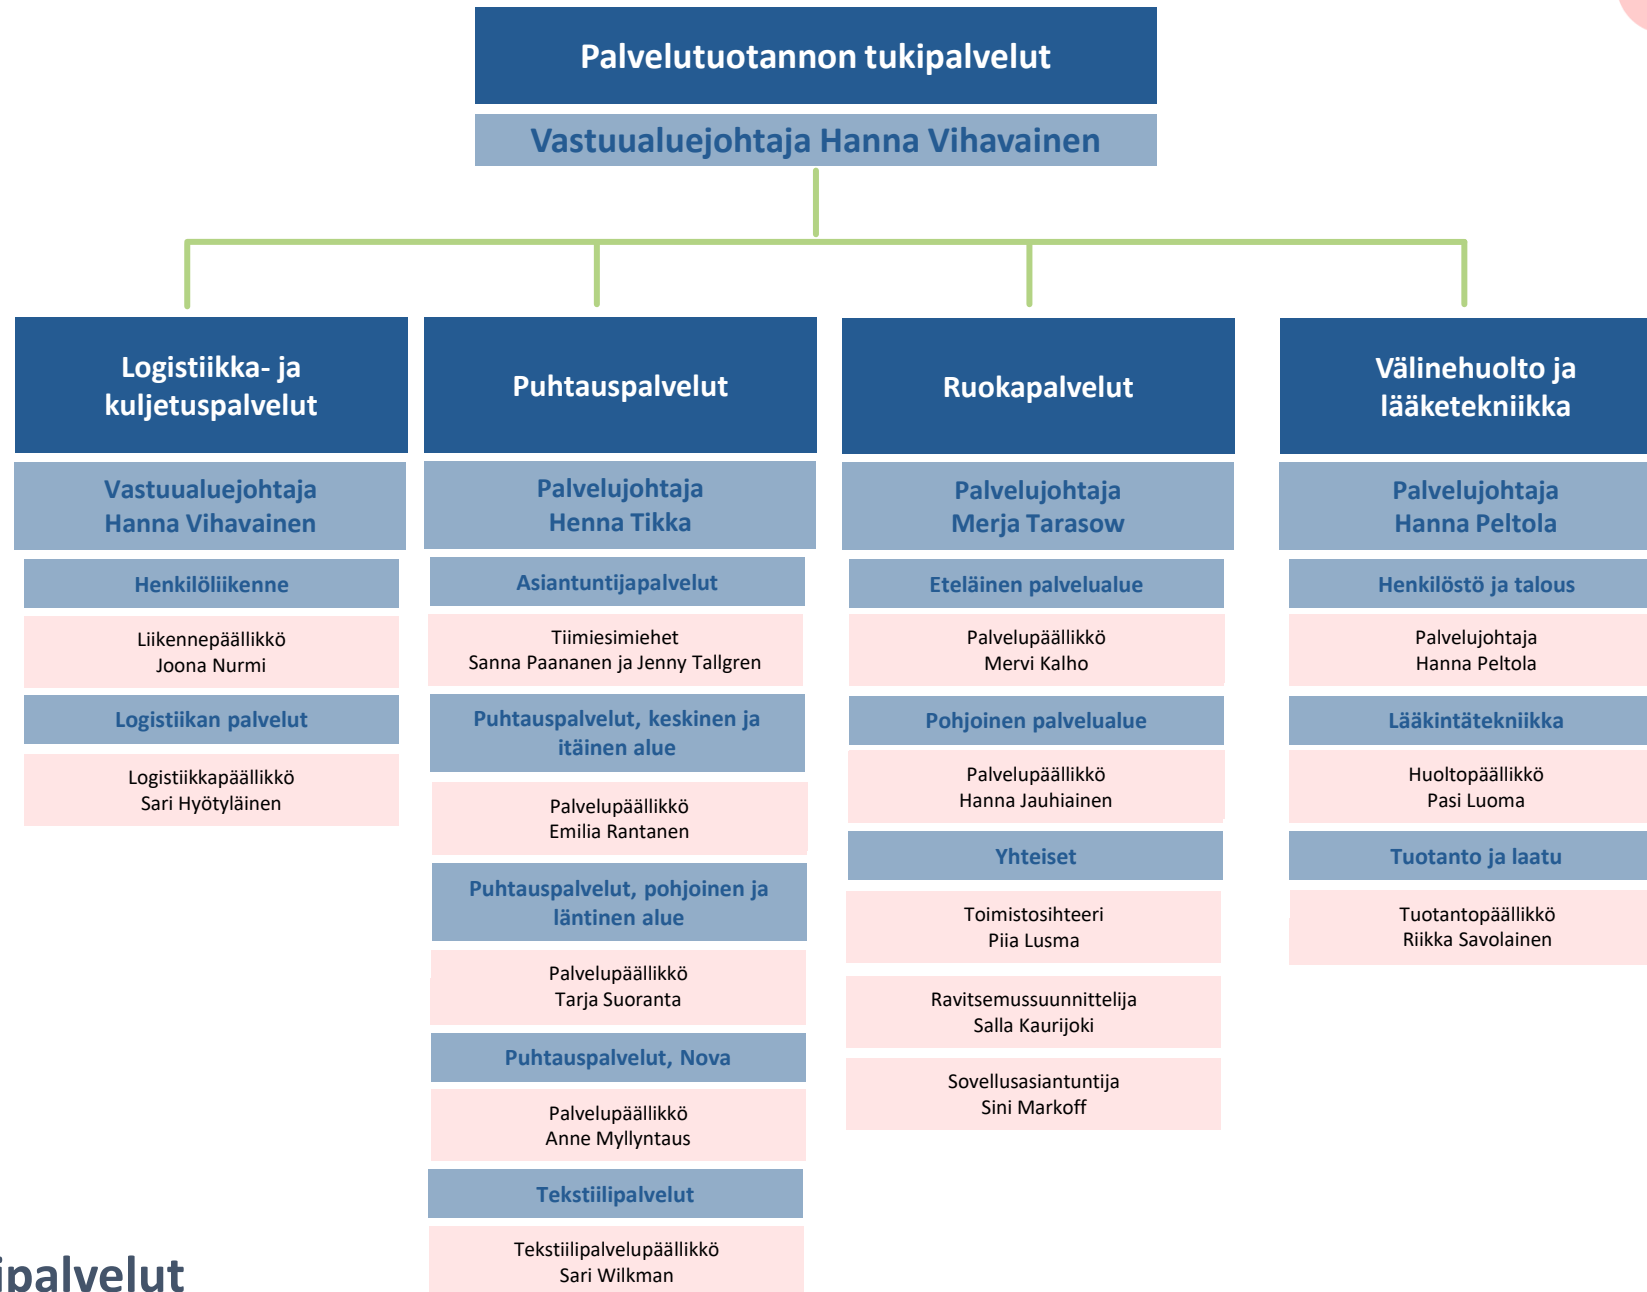 Palvelutuotannon tukipalvelut
Vastuualuejohtaja Hanna Vihavainen
Logistiikka- ja
kuljetuspalvelut
Vastuualuejohtaja
Hanna Vihavainen
Henkilöliikenne
Liikennepäällikkö
Joona Nurmi
Logistiikan palvelut
Logistiikkapäällikkö
Sari Hyötyläinen
Puhtauspalvelut
Palvelujohtaja
Henna Tikka
Asiantuntijapalvelut
Tiimiesimiehet
Sanna Paananen ja Jenny Tallgren
Puhtauspalvelut, keskinen ja
itäinen alue
Palvelupäällikkö
Emilia Rantanen
Puhtauspalvelut, pohjoinen ja
läntinen alue
Palvelupäällikkö
Tarja Suoranta
Puhtauspalvelut, Nova
Palvelupäällikkö
Anne Myllyntaus
Tekstiilipalvelut
Tekstiilipalvelupäällikkö
Sari Wilkman
Ruokapalvelut
Palvelujohtaja
Merja Tarasow
Eteläinen palvelualue
Palvelupäällikkö
Mervi Kalho
Pohjoinen palvelualue
Palvelupäällikkö
Hanna Jauhiainen
Yhteiset
Toimistosihteeri
Piia Lusma
Ravitsemussuunnittelija
Salla Kaurijoki
Sovellusasiantuntija
Sini Markoff
Välinehuolto ja
lääketekniikka
Palvelujohtaja
Hanna Peltola
Henkilöstö ja talous
Palvelujohtaja
Hanna Peltola
Lääkintätekniikka
Huoltopäällikkö
Pasi Luoma
Tuotanto ja laatu
Tuotantopäällikkö
Riikka Savolainen
ipalvelut